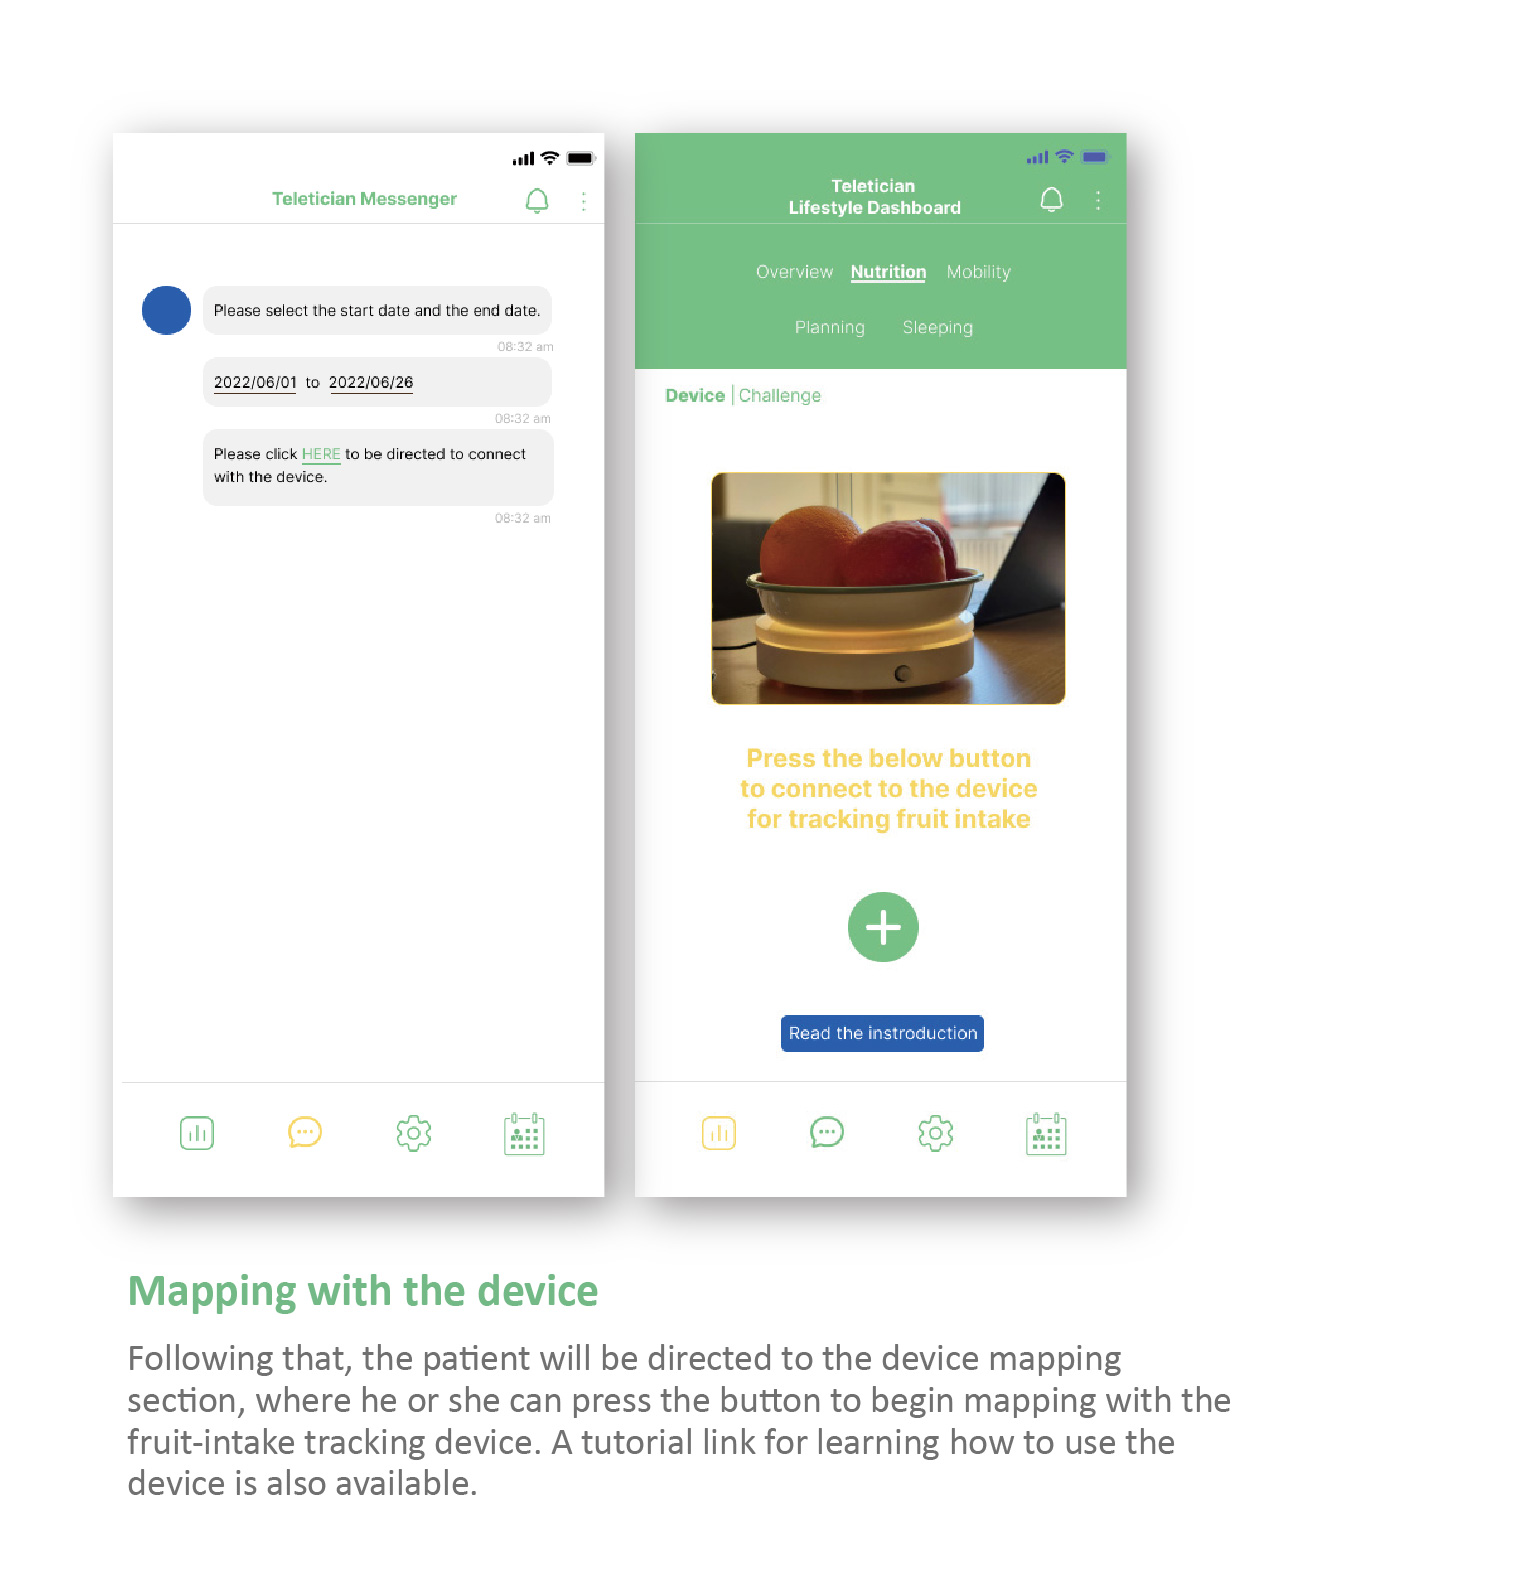 Teletician Messenger
Please select the start date and the end date.
08:32 am
2022/06/01 to 2022/06/26
08:32 am
Please click HERE to be directed to connect
with the device.
08:32 am
Teletician
Lifestyle Dashboard
Overview Nutrition Mobility
Planning Sleeping
Device | Challenge
Press the below button
to connect to the device
for tracking fruit intake
Read the instroduction
Mapping with the device
Following that, the patient will be directed to the device mapping
section, where he or she can press the button to begin mapping with the
fruit-intake tracking device. A tutorial link for learning how to use the
device is also available.